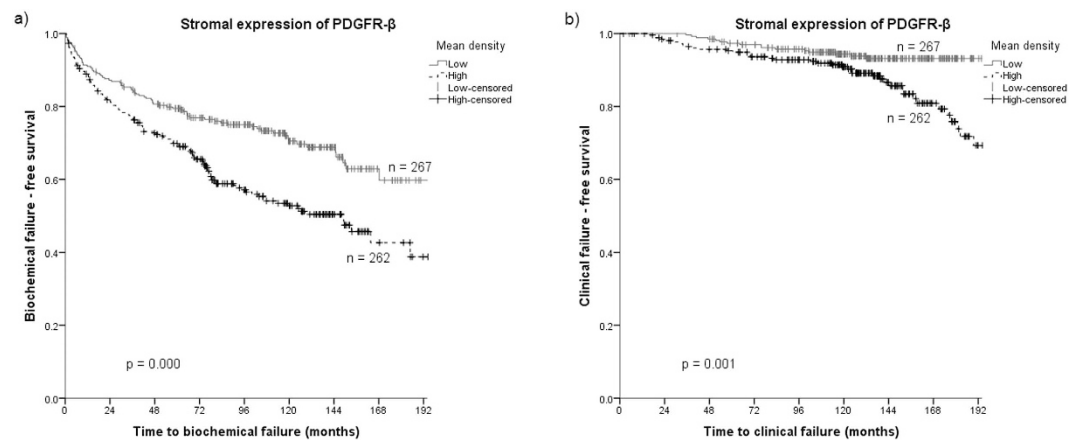 a)
Stromal expression of PDGFR-β
Mean density
Low
High
Low-censored
High-censored
1.0
0.8
0.6
0.4
0.2
0.0
Biochemical failure - free survival
n = 267
n = 262
p = 0.000
0 24 48 72 96 120 144 168 192
Time to biochemical failure (months)
b)
Stromal expression of PDGFR-β
Mean density
Low
High
Low-censored
High-censored
1.0
0.8
0.6
0.4
0.2
0.0
Clinical failure - free survival
n = 267
n = 262
p = 0.001
0 24 48 72 96 120 144 168 192
Time to clinical failure (months)